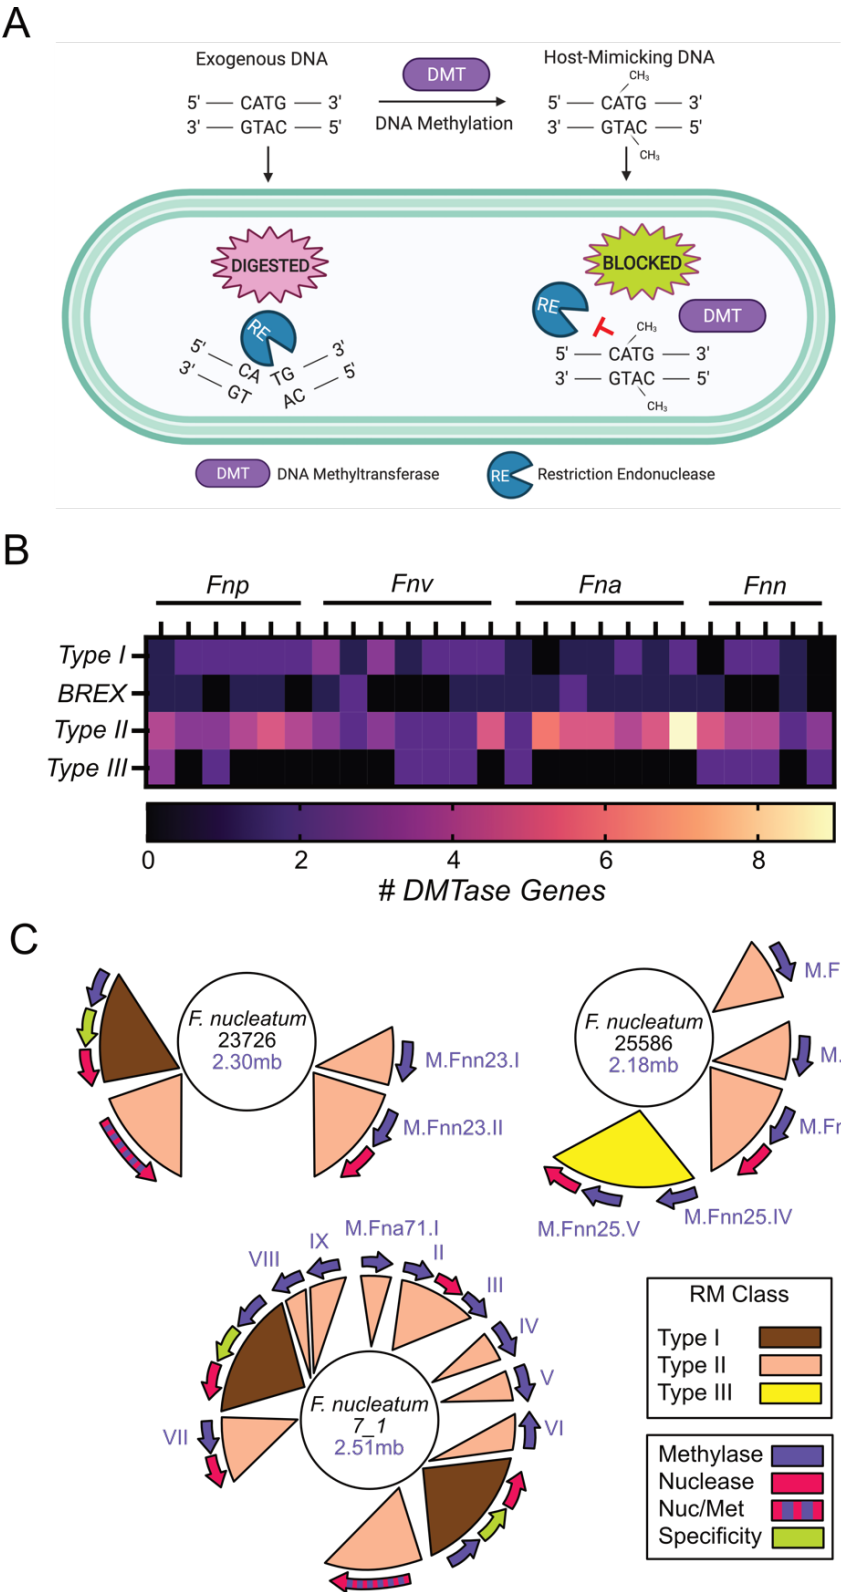 A
Exogenous DNA
DMT
Host-Mimicking DNA
CH3
5' — CATG — 3'
3' — GTAC — 5'
DNA Methylation
5' — CATG — 3'
3' — GTAC — 5'
CH3
DIGESTED
BLOCKED
RE
RE
DMT
5' — CA TG — 3'
3' — GT AC — 5'
CH3
5' — CATG — 3'
3' — GTAC — 5'
CH3
DMT DNA Methyltransferase
RE Restriction Endonuclease
B
Fnp Fnv Fna Fnn
Type I
BREX
Type II
Type III
0 2 4 6 8
# DMTase Genes
C
F. nucleatum
23726
2.30mb
M.Fnn23.I
M.Fnn23.II
F. nucleatum
25586
2.18mb
M.F
M.
M.Fr
M.Fnn25.IV
M.Fnn25.V
F. nucleatum
7_1
2.51mb
M.Fna71.I
II
III
IV
V
VI
VII
VIII
IX
RM Class
Type I
Type II
Type III
Methylase
Nuclease
Nuc/Met
Specificity